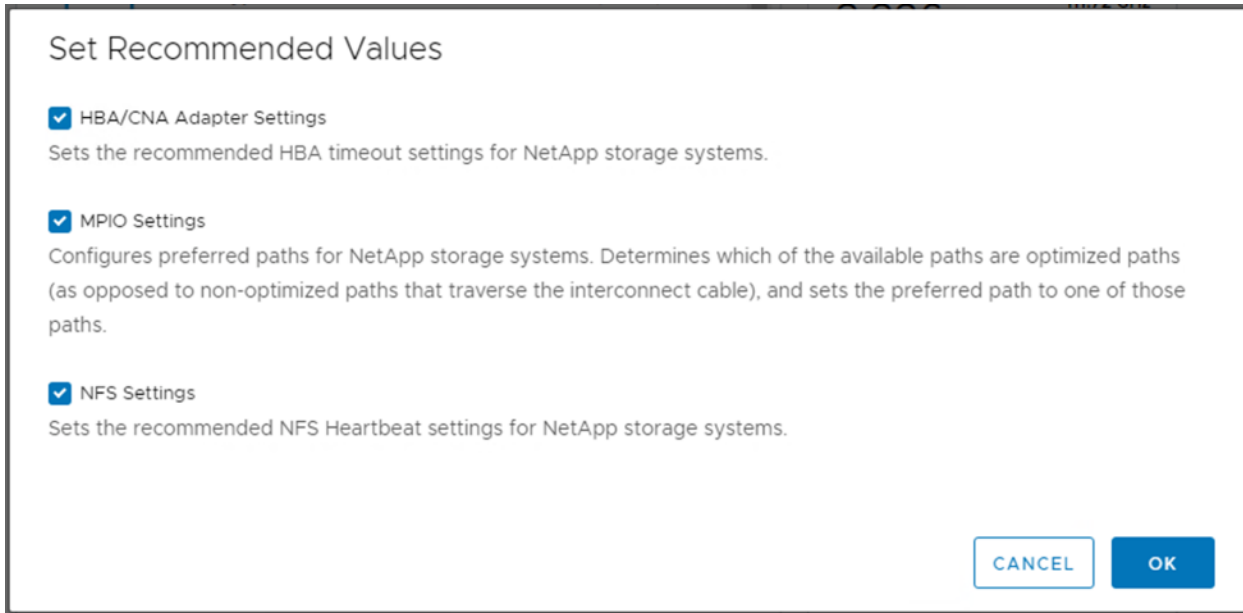 Set Recommended Values
HBA/CNA Adapter Settings
Sets the recommended HBA timeout settings for NetApp storage systems.
MPIO Settings
Configures preferred paths for NetApp storage systems. Determines which of the available paths are optimized paths
(as opposed to non-optimized paths that traverse the interconnect cable), and sets the preferred path to one of those
paths.
NFS Settings
Sets the recommended NFS Heartbeat settings for NetApp storage systems.
CANCEL
OK